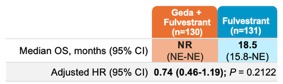 Geda +
Fulvestrant
(n=130)
Fulvestrant
(n=131)
Median OS, months (95% CI)
NR
(NE-NE)
18.5
(15.8-NE)
Adjusted HR (95% CI)
0.74 (0.46-1.19); P = 0.2122